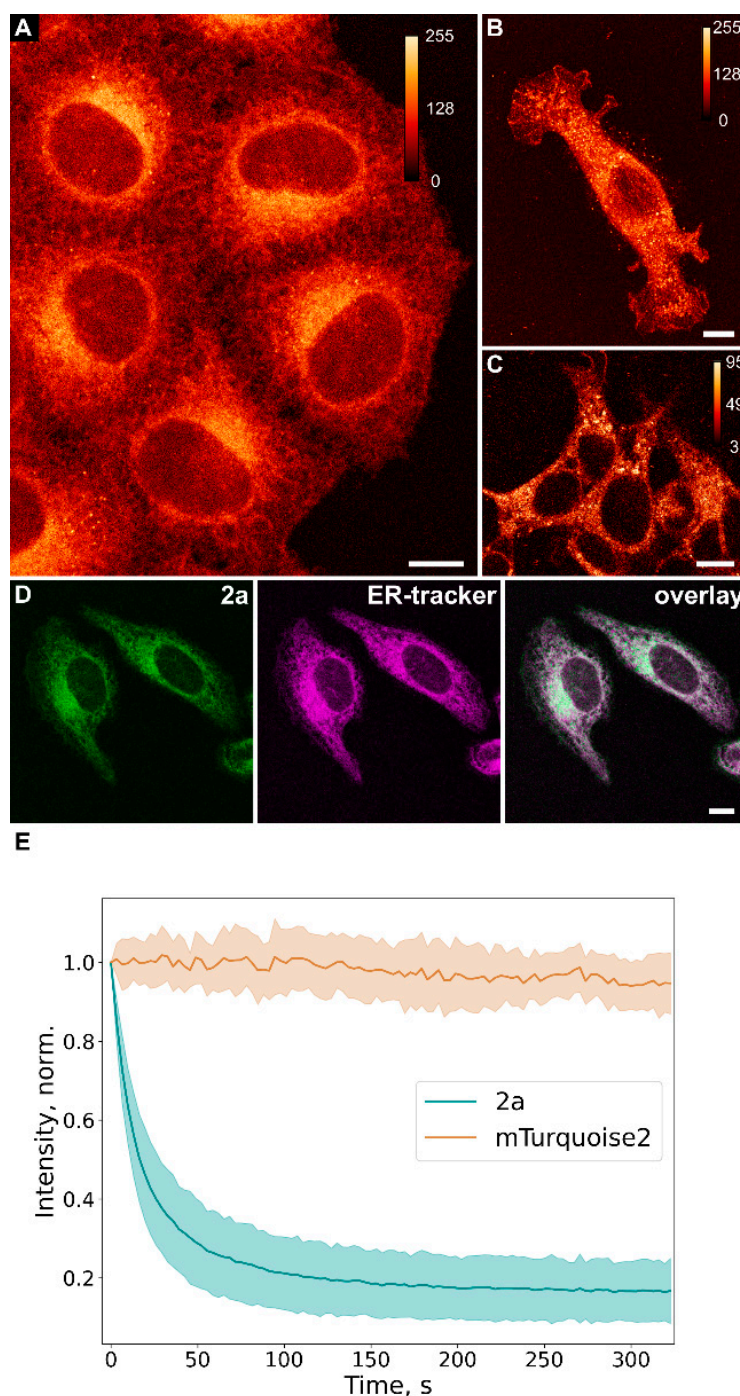 A
255
128
0
B
255
128
0
C
95
49
3
D
2a
ER-tracker
overlay
E
Intensity, norm.
1.0
0.8
0.6
0.4
0.2
2a
mTurquoise2
0 50 100 150 200 250 300
Time, s